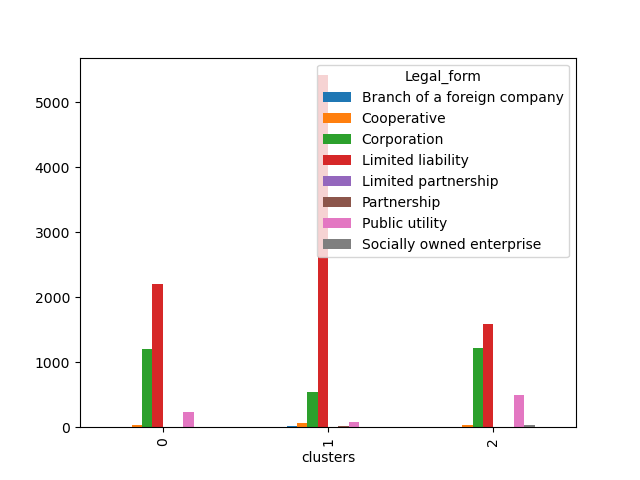 5000
4000
3000
2000
1000
0
Legal_form
Branch of a foreign company
Cooperative
Corporation
Limited liability
Limited partnership
Partnership
Public utility
Socially owned enterprise
0
1
2
clusters